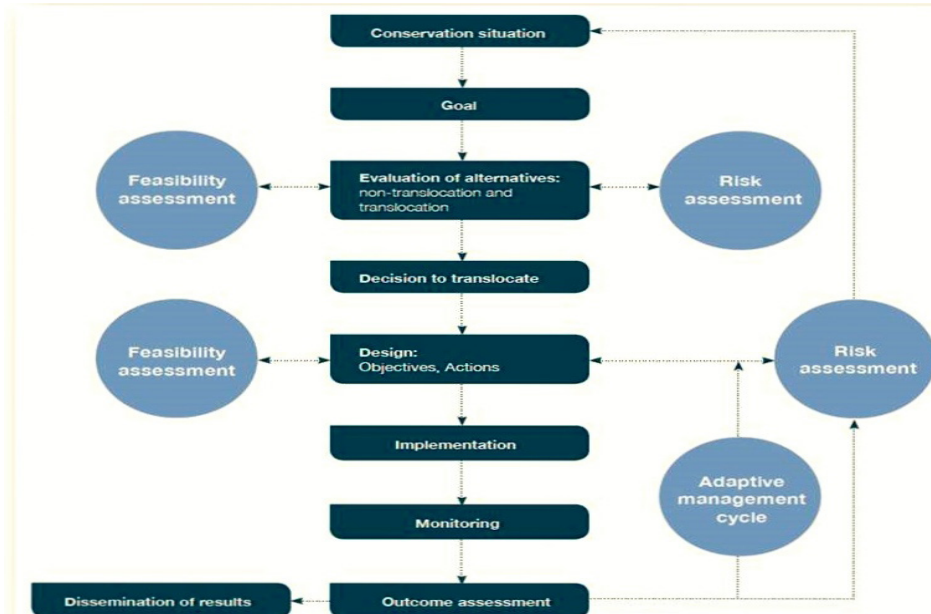 Conservation situation
Goal
Feasibility
assessment
Evaluation of alternatives:
non-translocation and
translocation
Risk
assessment
Decision to translocate
Feasibility
assessment
Design:
Objectives, Actions
Risk
assessment
Implementation
Adaptive
management
cycle
Monitoring
Dissemination of results
Outcome assessment